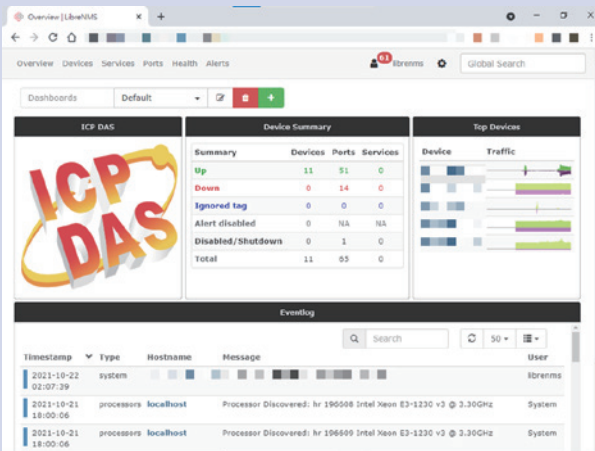 Overview | LibreNMS
Overview Devices Services Ports Health Alerts 61 librenms Global Search
Dashboards Default
ICP DAS
ICP
DAS
Device Summary
Summary Devices Ports Services
Up 11 51 0
Down 0 14 0
Ignored tag 0 0 0
Alert disabled 0 NA NA
Disabled/Shutdown 0 1 0
Total 11 65 0
Top Devices
Device Traffic
Eventlog
Search 50
Timestamp Type Hostname Message User
2021-10-22 system librenms
02:07:29
2021-10-21 processors localhost Processor Discovered: hr 196608 Intel Xeon E3-1230 v3 @ 3.30GHz System
18:00:06
2021-10-21 processors localhost Processor Discovered: hr 196609 Intel Xeon E3-1230 v3 @ 3.30GHz System
18:00:06